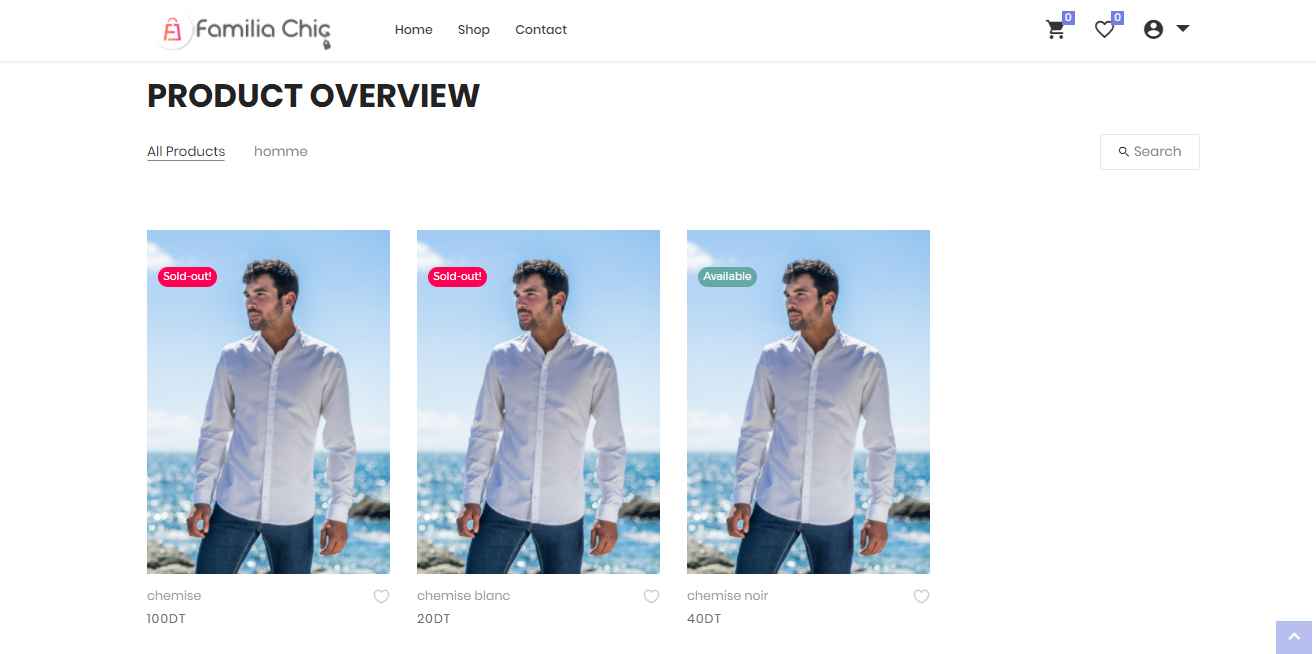 Familia Chic
Home Shop Contact
0 0
PRODUCT OVERVIEW
All Products homme
Search
Sold-out! Sold-out! Available
chemise chemise blanc chemise noir
100DT 20DT 40DT